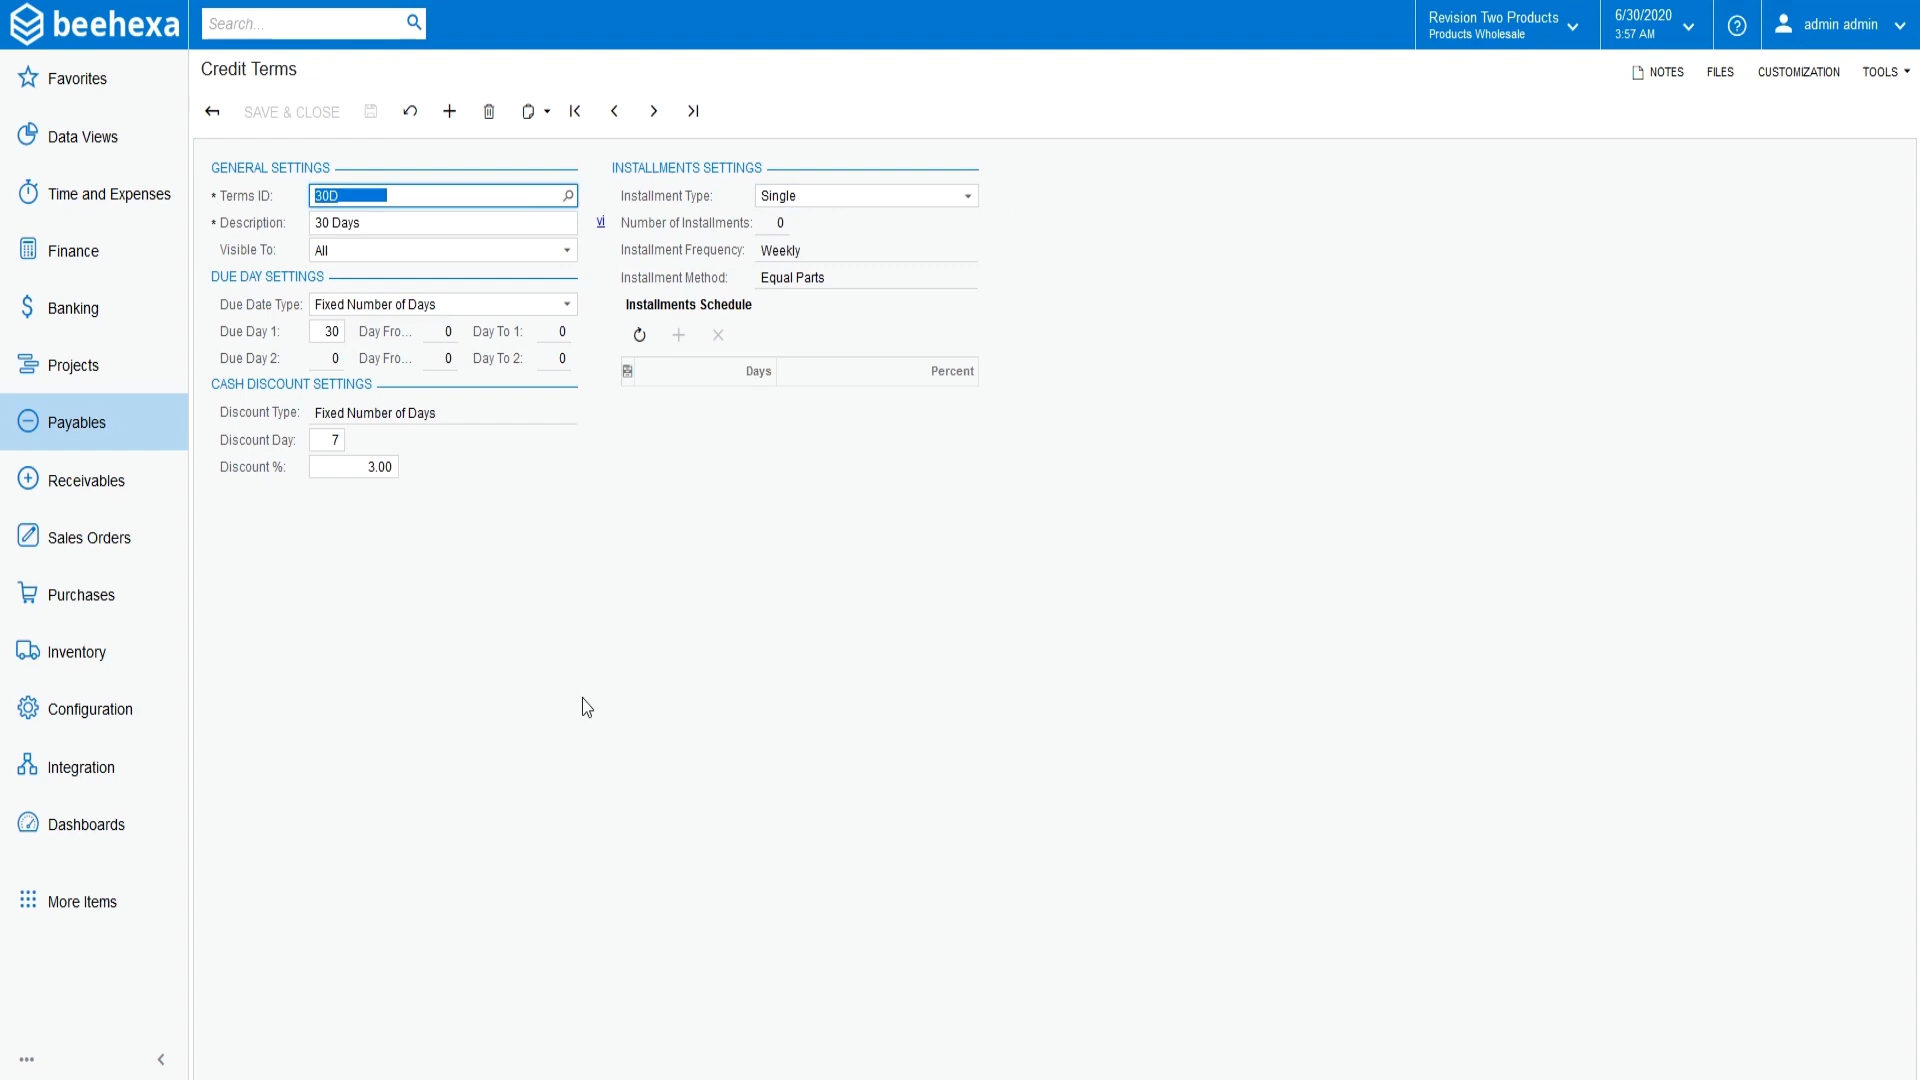 beehexa
Search...
Revision Two Products
Products Wholesale
6/30/2020
3:57 AM
admin admin
Favorites
Data Views
Time and Expenses
Finance
Banking
Projects
Payables
Receivables
Sales Orders
Purchases
Inventory
Configuration
Integration
Dashboards
More Items
Credit Terms
NOTES FILES CUSTOMIZATION TOOLS
SAVE & CLOSE
GENERAL SETTINGS
* Terms ID: 30D
* Description: 30 Days vi
Visible To: All
DUE DAY SETTINGS
Due Date Type: Fixed Number of Days
Due Day 1: 30 Day Fro... 0 Day To 1: 0
Due Day 2: 0 Day Fro... 0 Day To 2: 0
CASH DISCOUNT SETTINGS
Discount Type: Fixed Number of Days
Discount Day: 7
Discount %: 3.00
INSTALLMENTS SETTINGS
Installment Type: Single
Number of Installments: 0
Installment Frequency: Weekly
Installment Method: Equal Parts
Installments Schedule
Days Percent